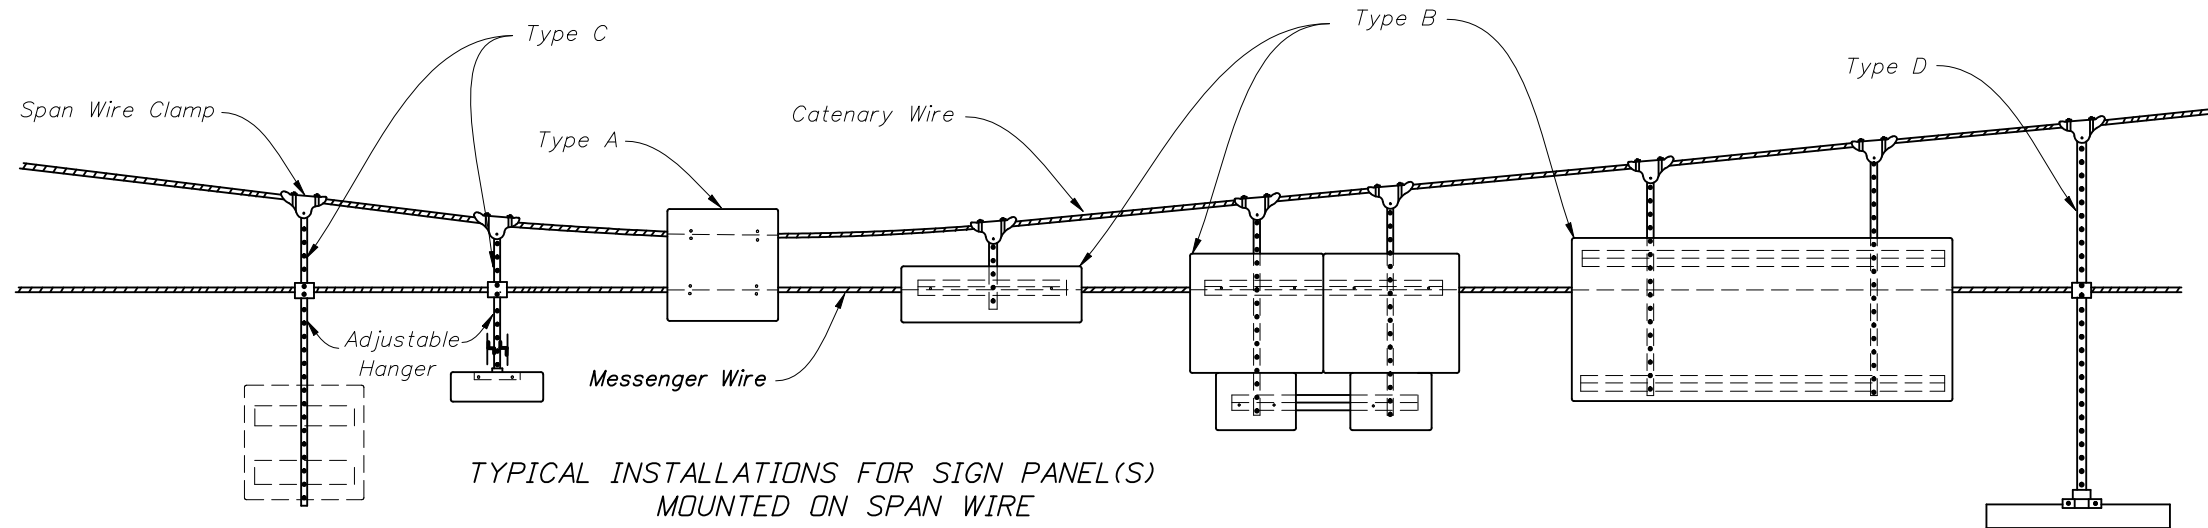 Type C
Type B
Type D
Span Wire Clamp
Type A
Catenary Wire
Adjustable
Hanger
Messenger Wire
TYPICAL INSTALLATIONS FOR SIGN PANEL(S)
MOUNTED ON SPAN WIRE